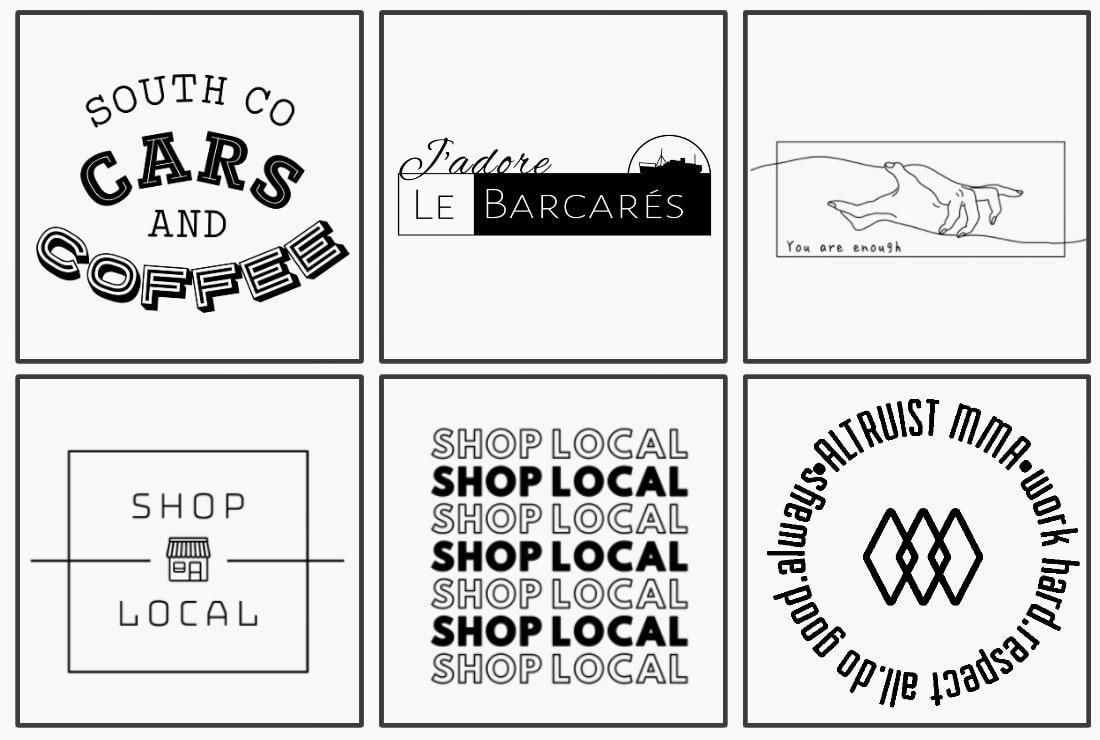 SOUTH CO
CARS
AND
COFFEE
J'adore
LE BARCARÉS
You are enough
SHOP
LOCAL
SHOP LOCAL
SHOP LOCAL
SHOP LOCAL
SHOP LOCAL
SHOP LOCAL
SHOP LOCAL
SHOP LOCAL
•ALTRUIST MMA•work hard.respect all.do good.always